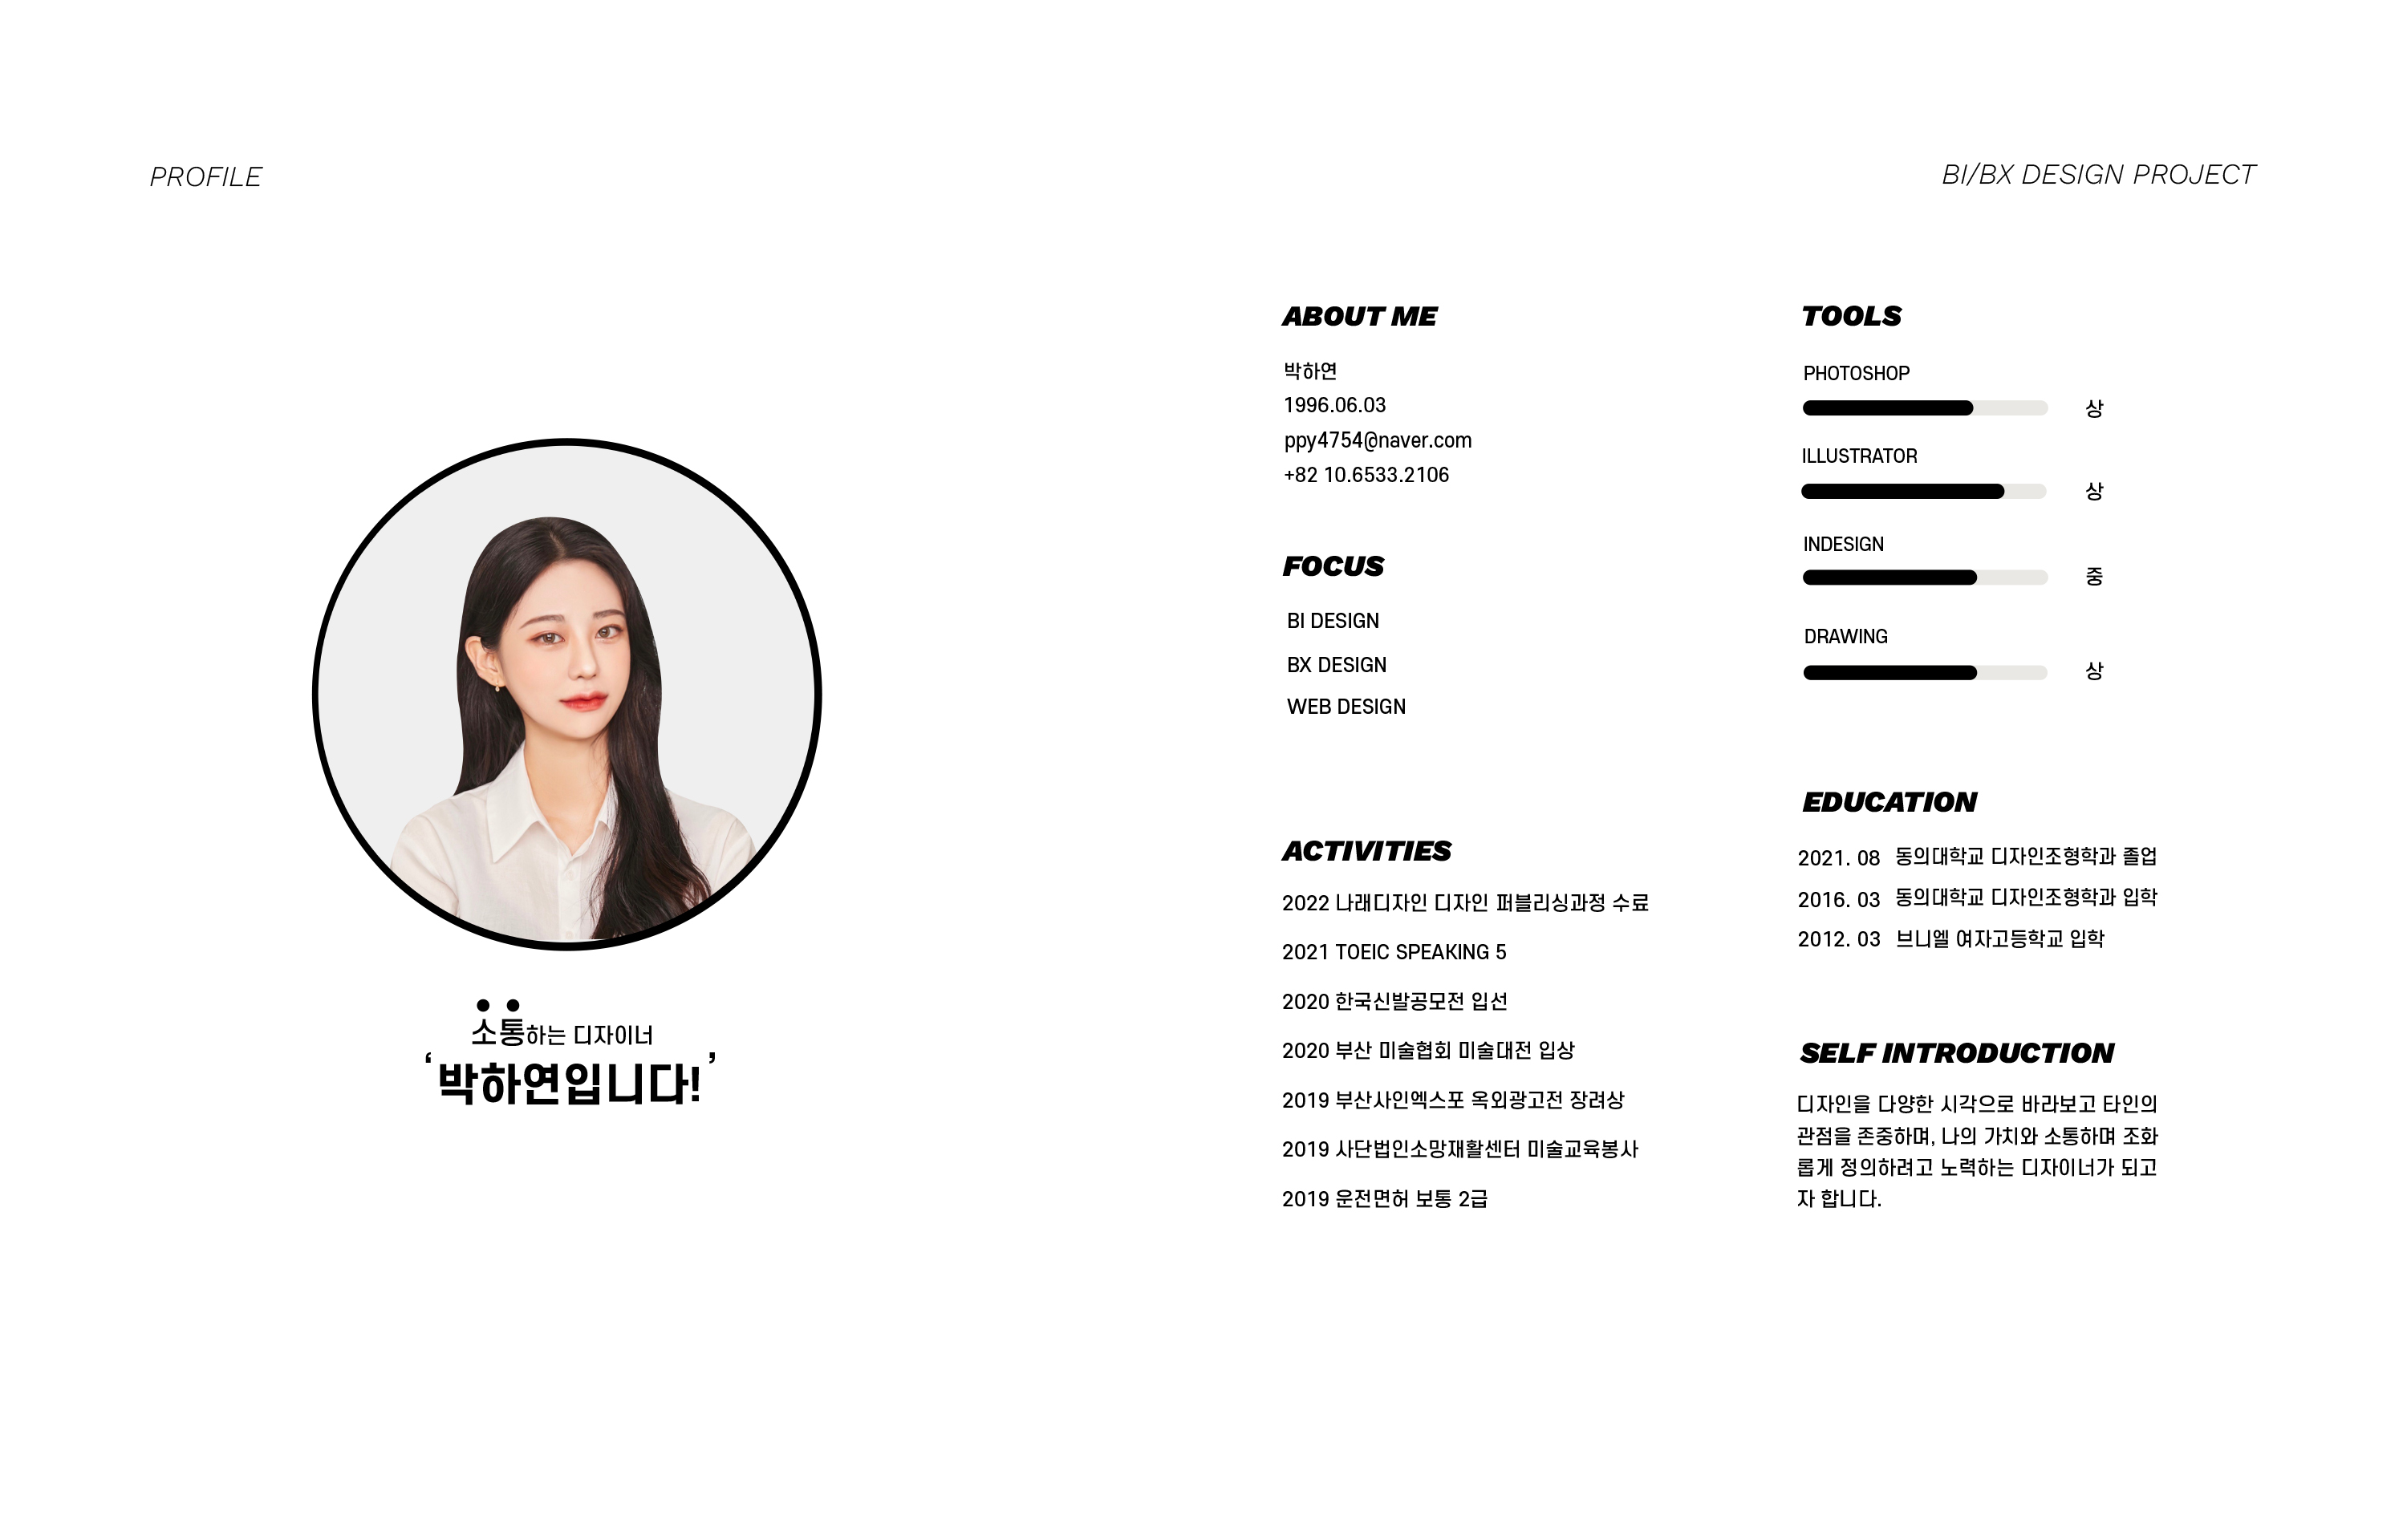 PROFILE
BI/BX DESIGN PROJECT
소통하는 디자이너
‘박하연입니다!’
ABOUT ME
박하연
1996.06.03
ppy4754@naver.com
+82 10.6533.2106
FOCUS
BI DESIGN
BX DESIGN
WEB DESIGN
ACTIVITIES
2022 나래디자인 디자인 퍼블리싱과정 수료
2021 TOEIC SPEAKING 5
2020 한국신발공모전 입선
2020 부산 미술협회 미술대전 입상
2019 부산사인엑스포 옥외광고전 장려상
2019 사단법인소망재활센터 미술교육봉사
2019 운전면허 보통 2급
TOOLS
PHOTOSHOP
상
ILLUSTRATOR
상
INDESIGN
중
DRAWING
상
EDUCATION
2021. 08 동의대학교 디자인조형학과 졸업
2016. 03 동의대학교 디자인조형학과 입학
2012. 03 브니엘 여자고등학교 입학
SELF INTRODUCTION
디자인을 다양한 시각으로 바라보고 타인의
관점을 존중하며, 나의 가치와 소통하며 조화
롭게 정의하려고 노력하는 디자이너가 되고
자 합니다.